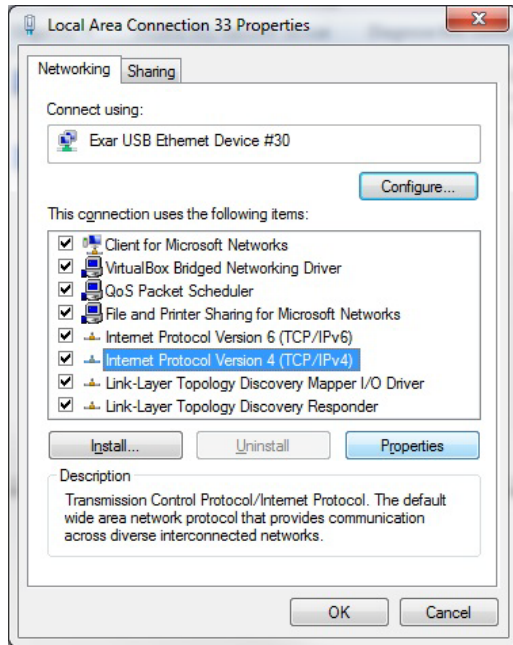 Local Area Connection 33 Properties
Networking
Sharing
Connect using:
Exar USB Ethernet Device #30
Configure...
This connection uses the following items:
Client for Microsoft Networks
VirtualBox Bridged Networking Driver
QoS Packet Scheduler
File and Printer Sharing for Microsoft Networks
Internet Protocol Version 6 (TCP/IPv6)
Internet Protocol Version 4 (TCP/IPv4)
Link-Layer Topology Discovery Mapper I/O Driver
Link-Layer Topology Discovery Responder
Install...
Uninstall
Properties
Description
Transmission Control Protocol/Internet Protocol. The default
wide area network protocol that provides communication
across diverse interconnected networks.
OK
Cancel